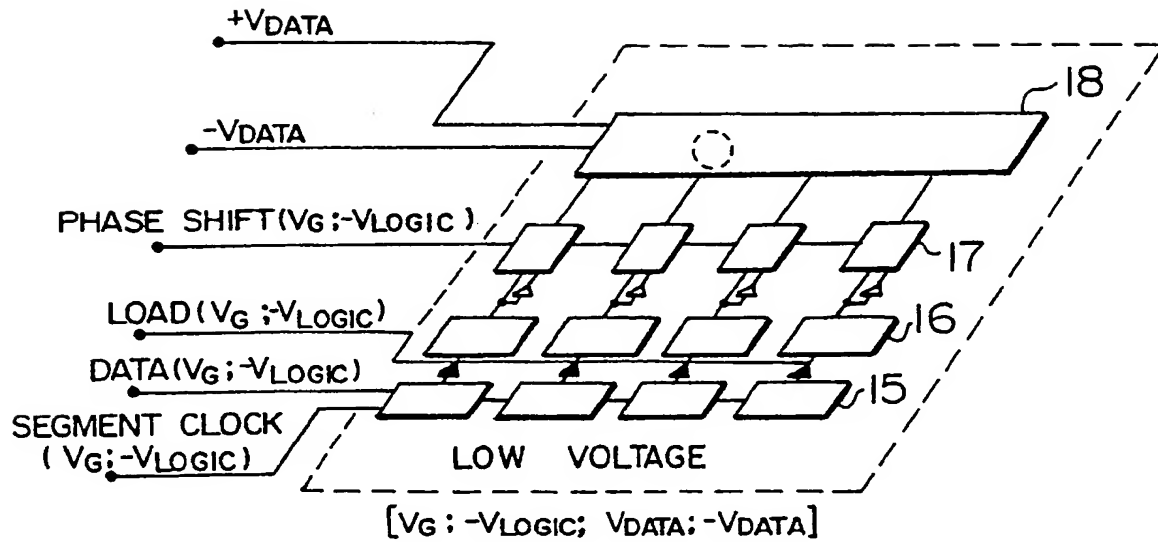 +VDATA
18
-VDATA
PHASE SHIFT(VG;-VLOGIC)
17
LOAD(VG;-VLOGIC)
16
DATA(VG;-VLOGIC)
15
SEGMENT CLOCK
(VG;-VLOGIC)
LOW VOLTAGE
[VG; -VLOGIC; VDATA; -VDATA]